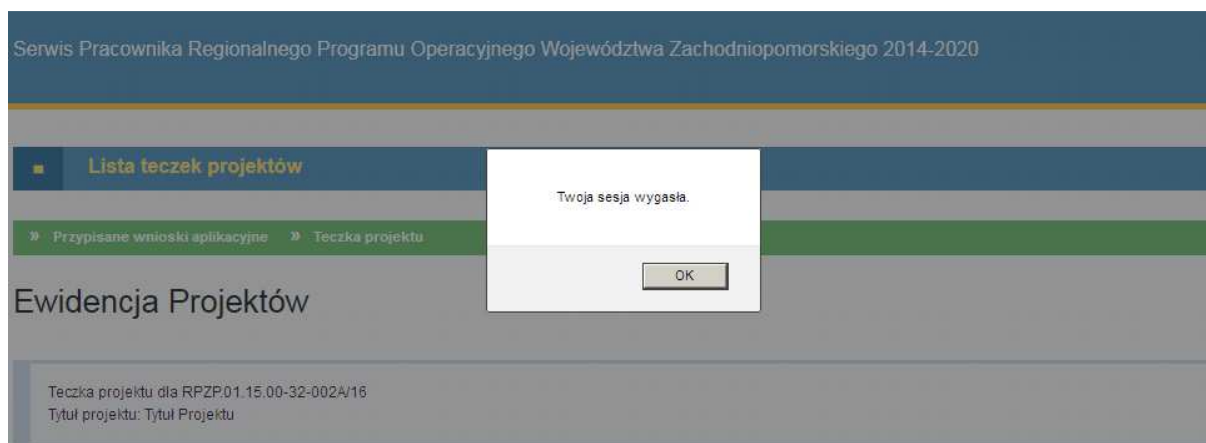 Serwis Pracownika Regionalnego Programu Operacyjnego Województwa Zachodniopomorskiego 2014-2020
Lista teczek projektów
Twoja sesja wygasła.
OK
» Przypisane wnioski aplikacyjne » Teczka projektu
Ewidencja Projektów
Teczka projektu dla RPZP.01.15.00-32-002A/16
Tytuł projektu: Tytuł Projektu